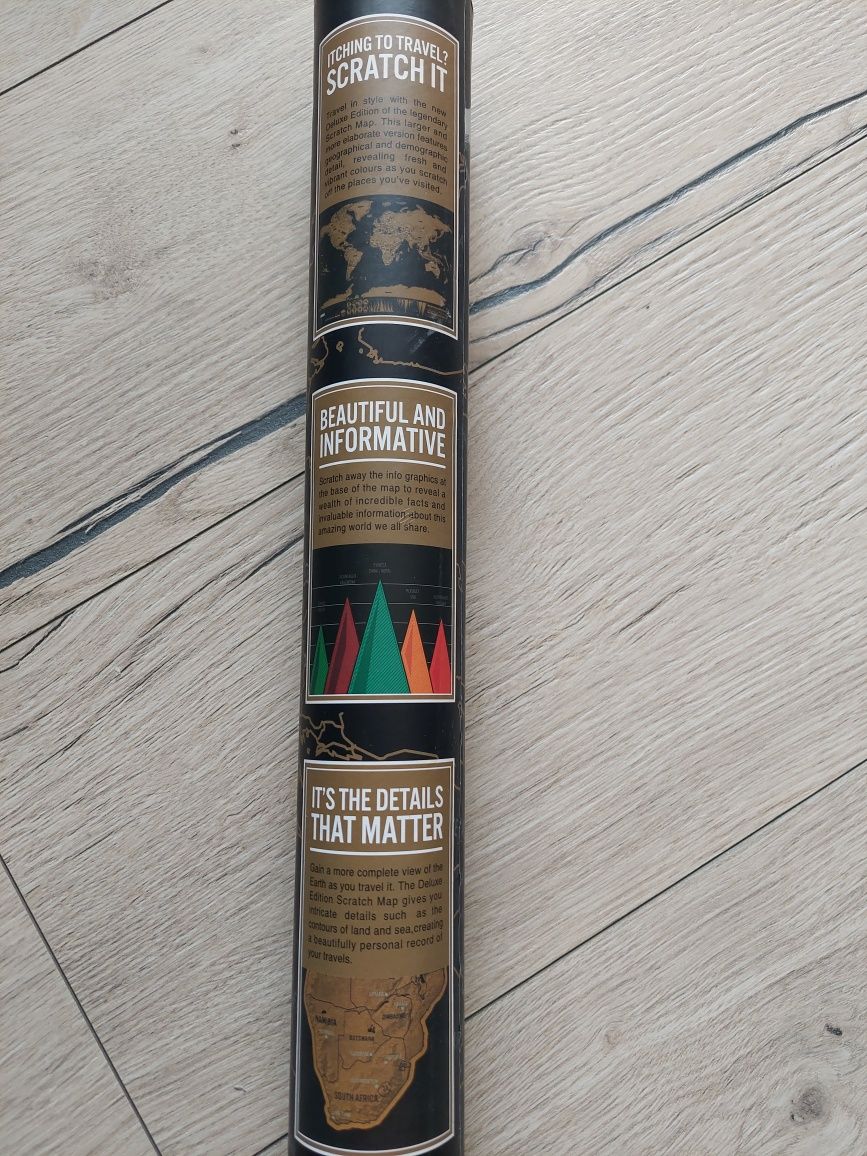 ITCHING TO TRAVEL?
SCRATCH IT
Travel in style with the new
Deluxe Edition of the legendary
Scratch Map. This larger and
more elaborate version features
geographical and demographic
detail, revealing fresh and
vibrant colours as you scratch
off the places you've visited.
BEAUTIFUL AND
INFORMATIVE
Scratch away the info graphics at
the base of the map to reveal a
wealth of incredible facts and
invaluable information about this
amazing world we all share.
IT'S THE DETAILS
THAT MATTER
Gain a more complete view of the
Earth as you travel it. The Deluxe
Edition Scratch Map gives you
intricate details such as the
contours of land and sea,creating
a beautifully personal record of
your travels.
NAMIBIA
ZIMBABWE
BOTSWANA
SOUTH AFRICA